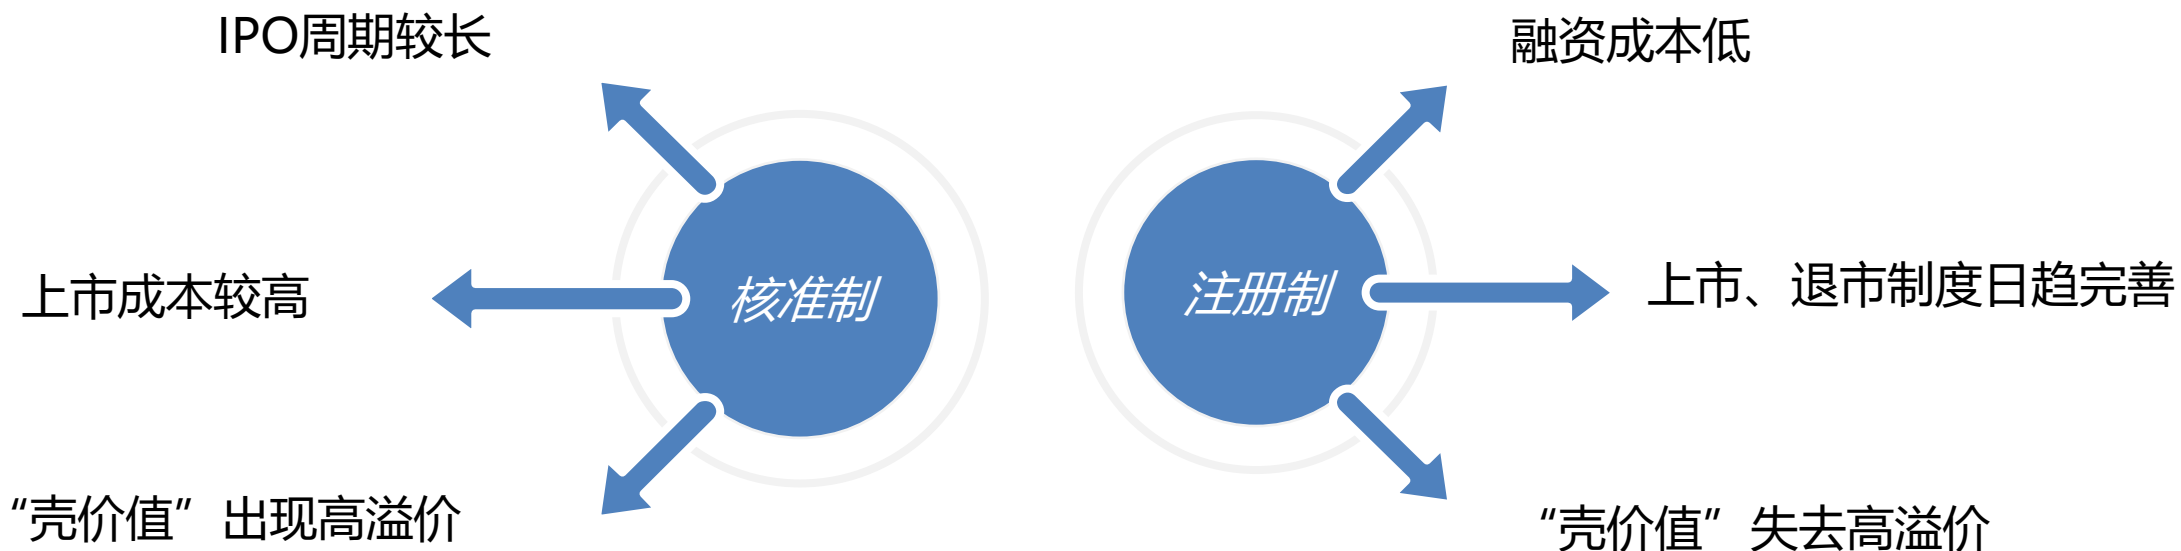 IPO周期较长
上市成本较高
“壳价值”出现高溢价
核准制
注册制
融资成本低
上市、退市制度日趋完善
“壳价值”失去高溢价